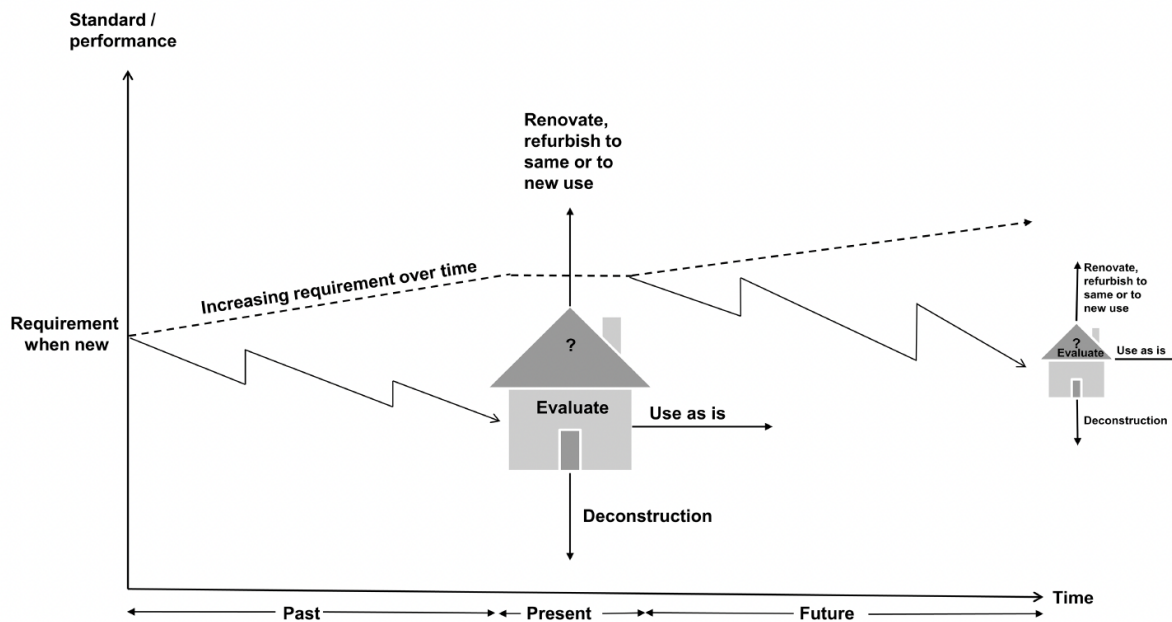 Standard /
performance
Renovate,
refurbish to
same or to
new use
Increasing requirement over time
Requirement
when new
?
Evaluate
Use as is
Deconstruction
Renovate,
refurbish to
same or to
new use
?
Evaluate
Use as is
Deconstruction
Time
Past
Present
Future